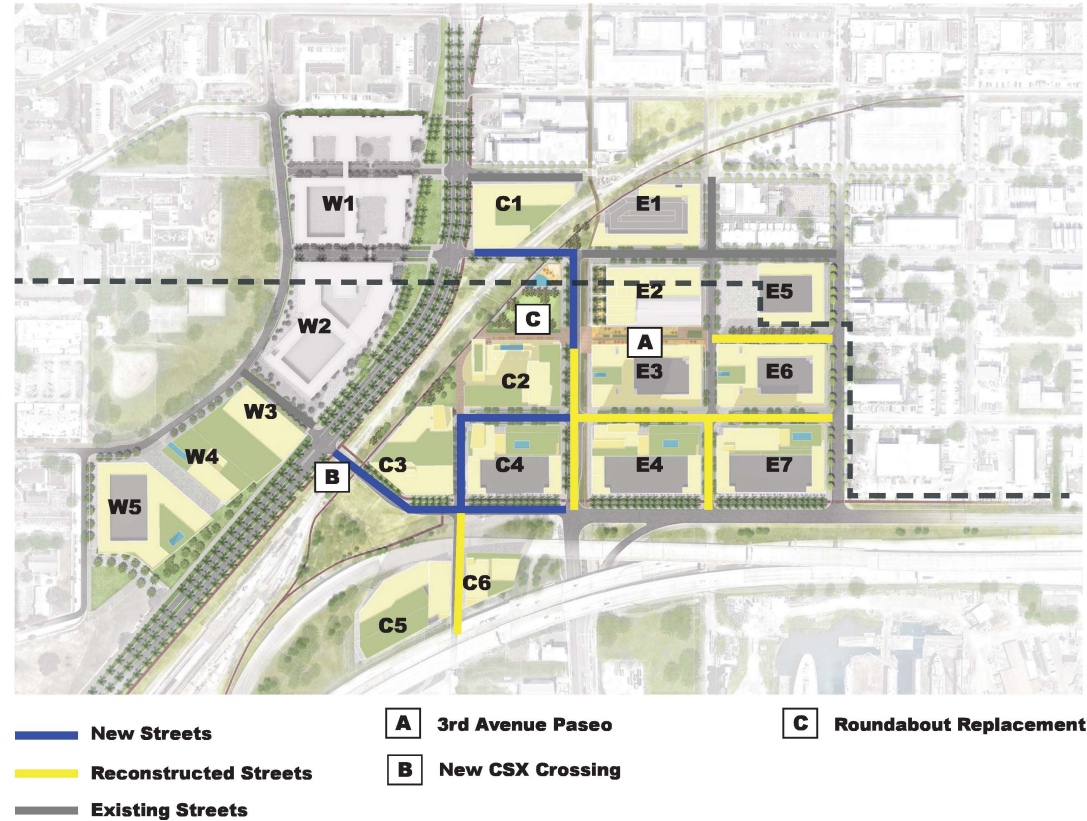 W1
C1
E1
W2
C
E2
E5
A
C2
E3
E6
W3
W4
B
C3
C4
E4
E7
W5
C6
C5
New Streets
A 3rd Avenue Paseo
C Roundabout Replacement
Reconstructed Streets
B New CSX Crossing
Existing Streets